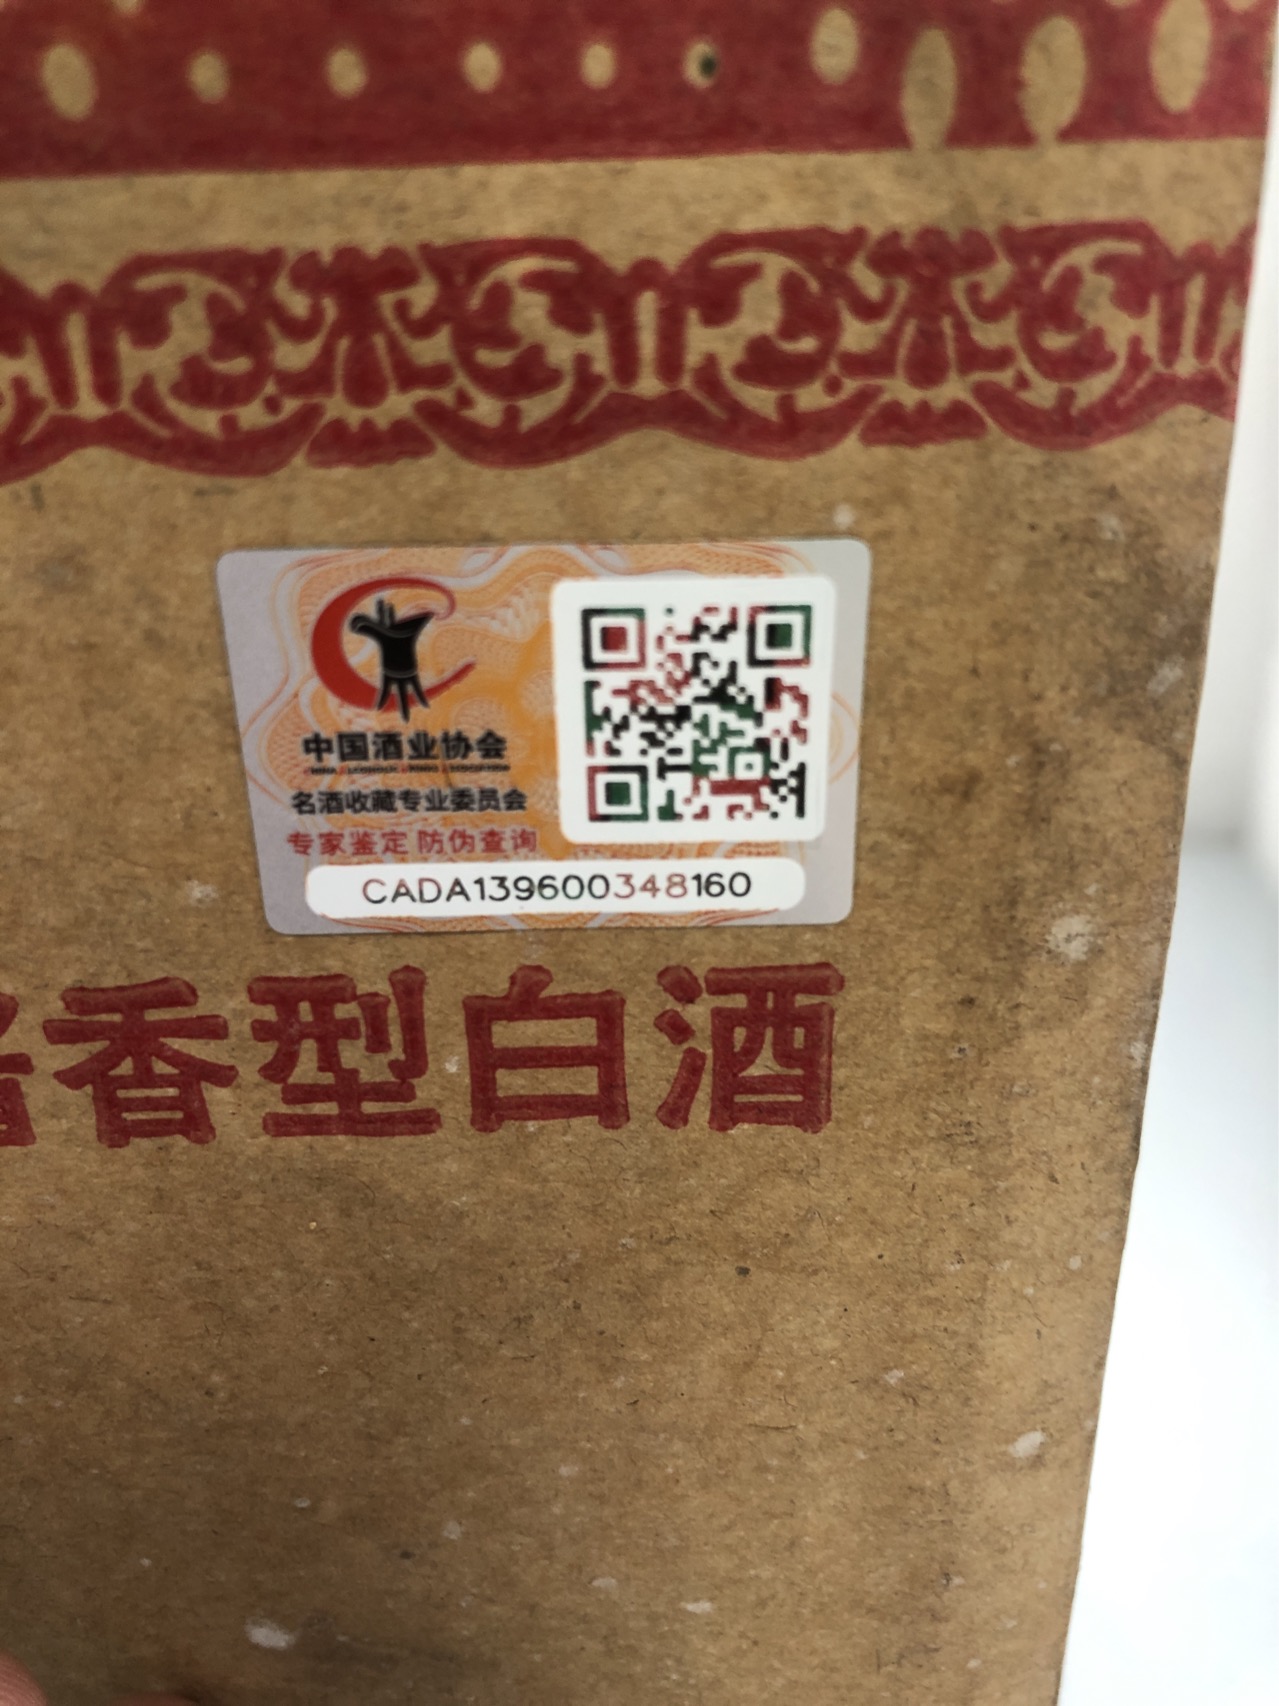 中国酒业协会
名酒收藏专业委员会
专家鉴定 防伪查询
CADA139600348160
香型白酒